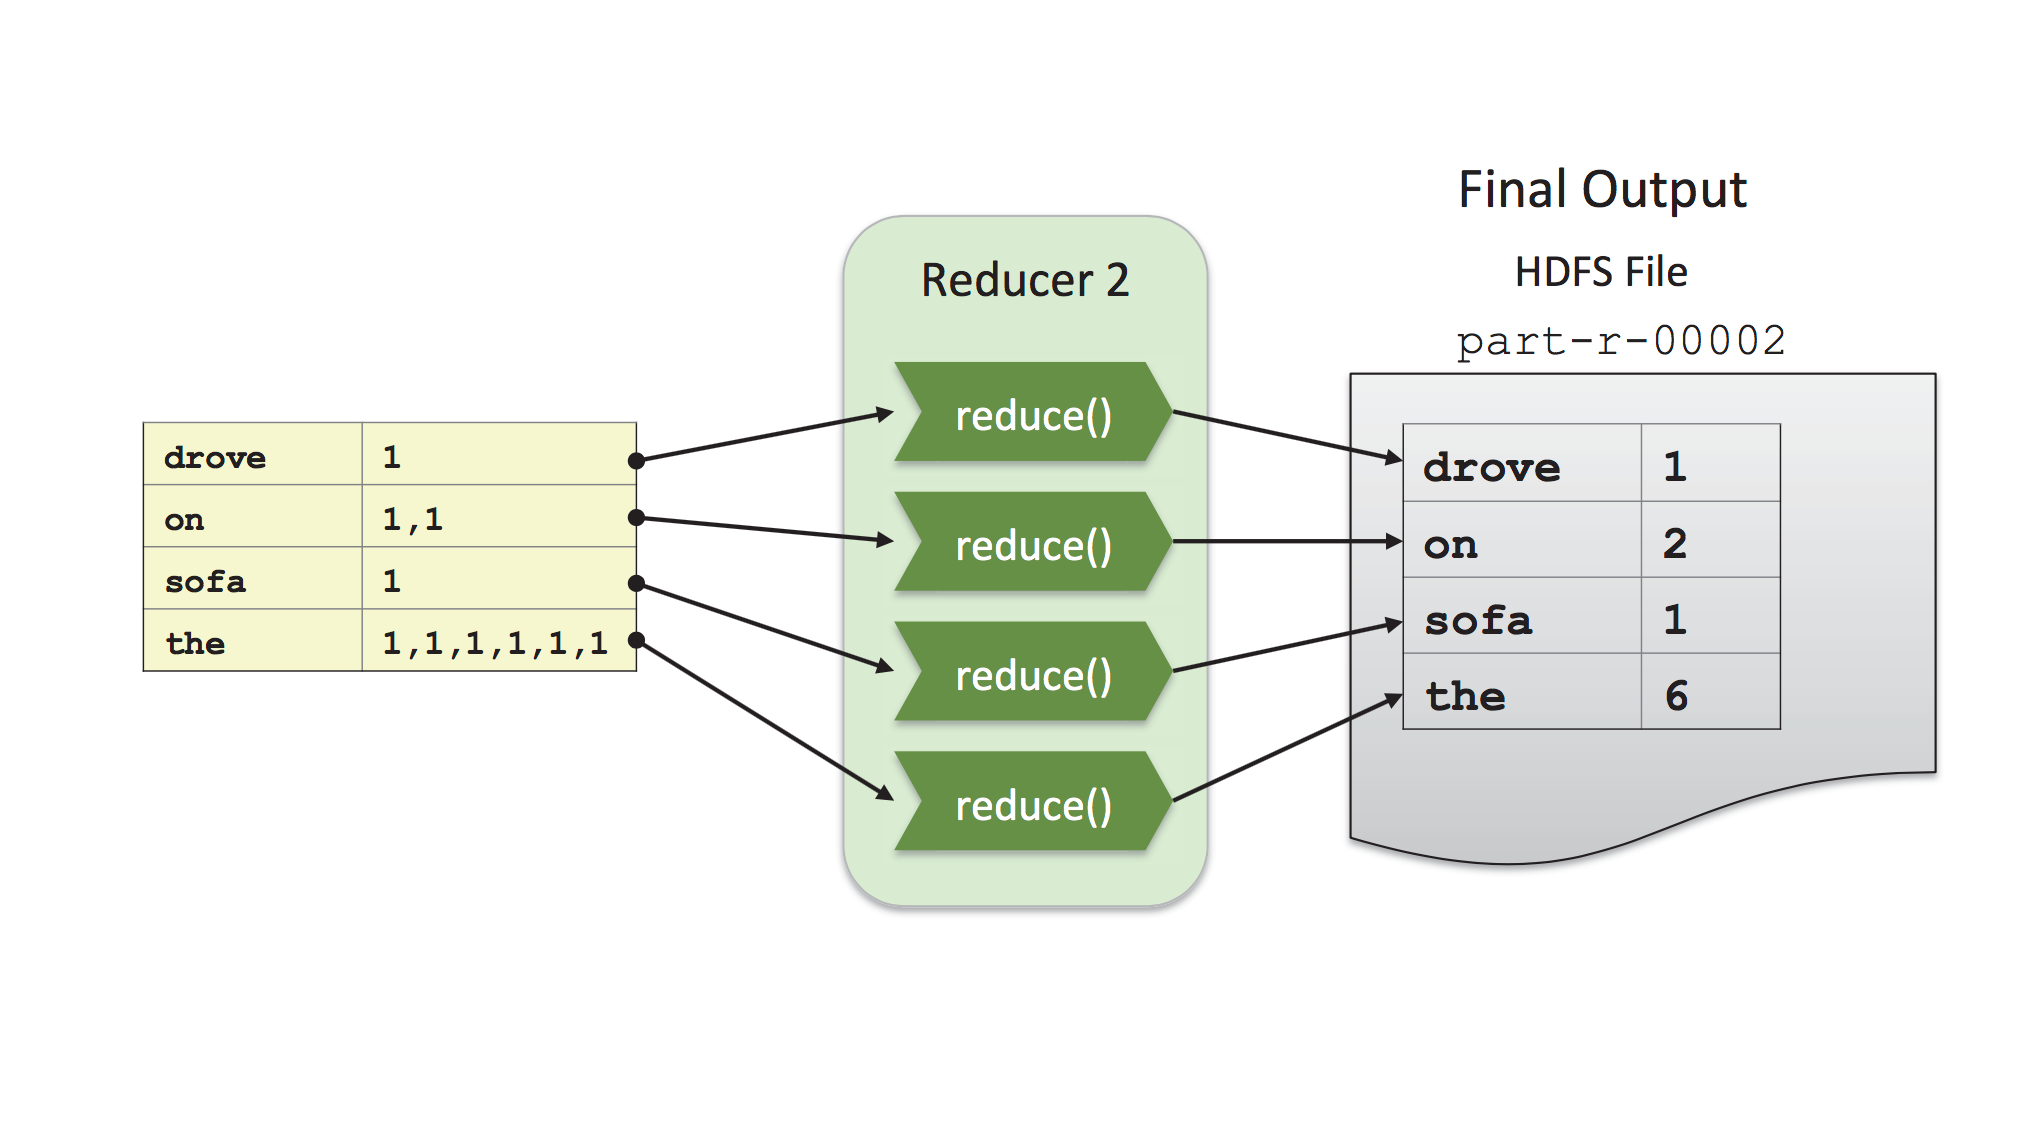 drove 1
on 1,1
sofa 1
the 1,1,1,1,1,1
Reducer 2
reduce()
reduce()
reduce()
reduce()
Final Output
HDFS File
part-r-00002
drove 1
on 2
sofa 1
the 6